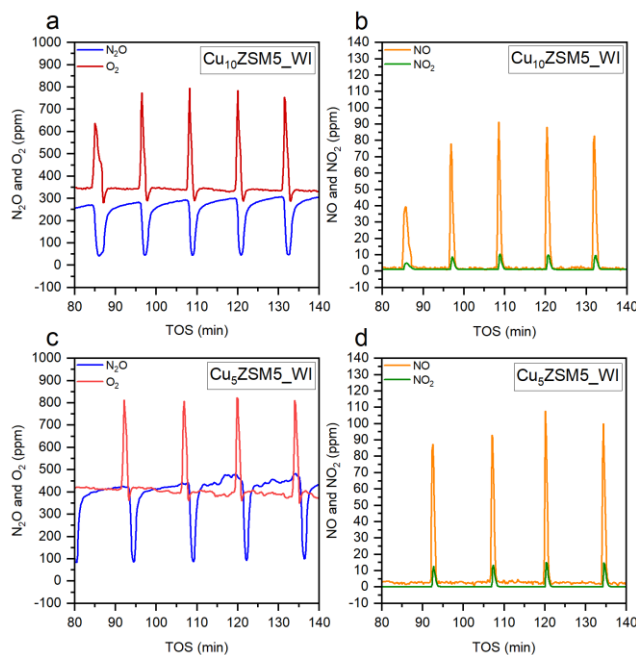 a
N₂O
O₂
Cu₁₀ZSM5_WI
N₂O and O₂ (ppm)
1000
900
800
700
600
500
400
300
200
100
0
-100
80 90 100 110 120 130 140
TOS (min)
b
NO
NO₂
Cu₁₀ZSM5_WI
NO and NO₂ (ppm)
140
130
120
110
100
90
80
70
60
50
40
30
20
10
0
-10
80 90 100 110 120 130 140
TOS (min)
c
N₂O
O₂
Cu₅ZSM5_WI
N₂O and O₂ (ppm)
1000
900
800
700
600
500
400
300
200
100
0
-100
80 90 100 110 120 130 140
TOS (min)
d
NO
NO₂
Cu₅ZSM5_WI
NO and NO₂ (ppm)
140
130
120
110
100
90
80
70
60
50
40
30
20
10
0
-10
80 90 100 110 120 130 140
TOS (min)